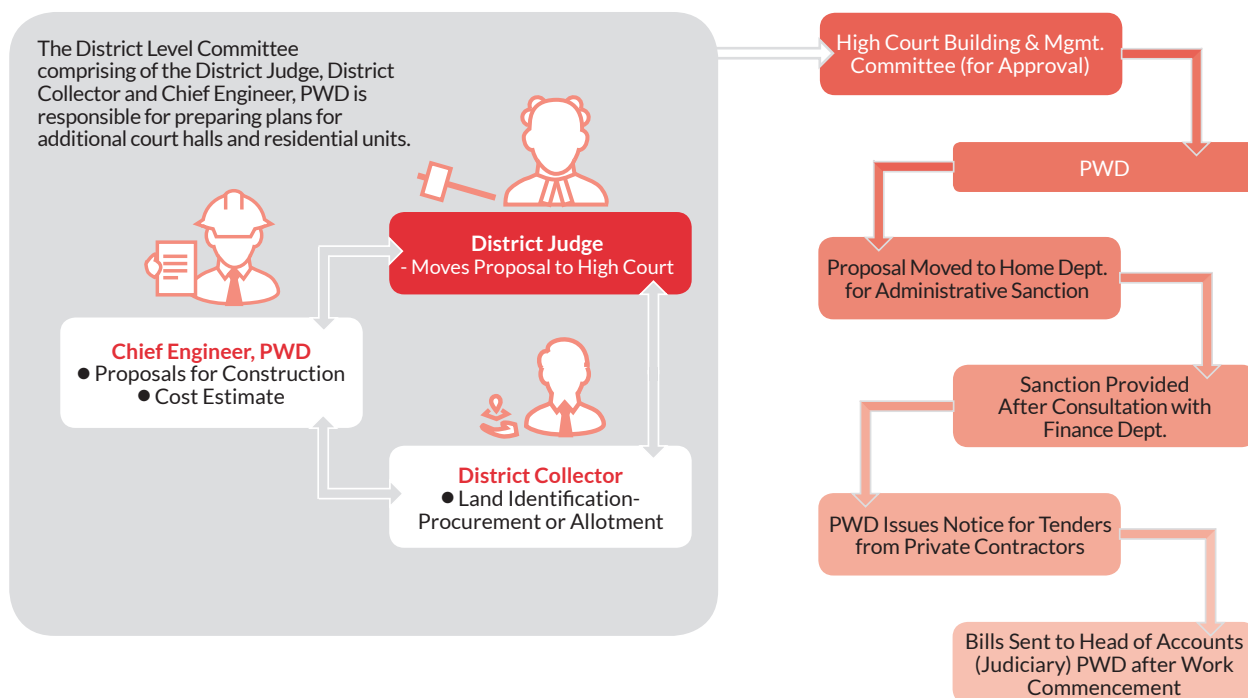 The District Level Committee
comprising of the District Judge, District
Collector and Chief Engineer, PWD is
responsible for preparing plans for
additional court halls and residential units.
District Judge
- Moves Proposal to High Court
Chief Engineer, PWD
● Proposals for Construction
● Cost Estimate
District Collector
● Land Identification-
Procurement or Allotment
High Court Building & Mgmt.
Committee (for Approval)
PWD
Proposal Moved to Home Dept.
for Administrative Sanction
Sanction Provided
After Consultation with
Finance Dept.
PWD Issues Notice for Tenders
from Private Contractors
Bills Sent to Head of Accounts
(Judiciary) PWD after Work
Commencement